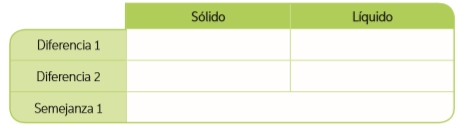 Sólido Líquido
Diferencia 1
Diferencia 2
Semejanza 1